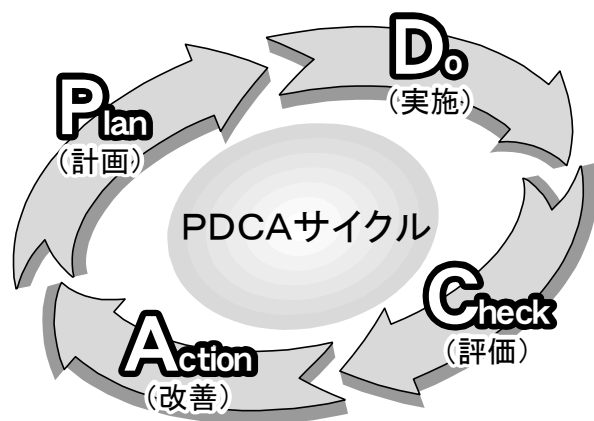 Plan
(計画)
Do
(実施)
PDCAサイクル
Check
(評価)
Action
(改善)